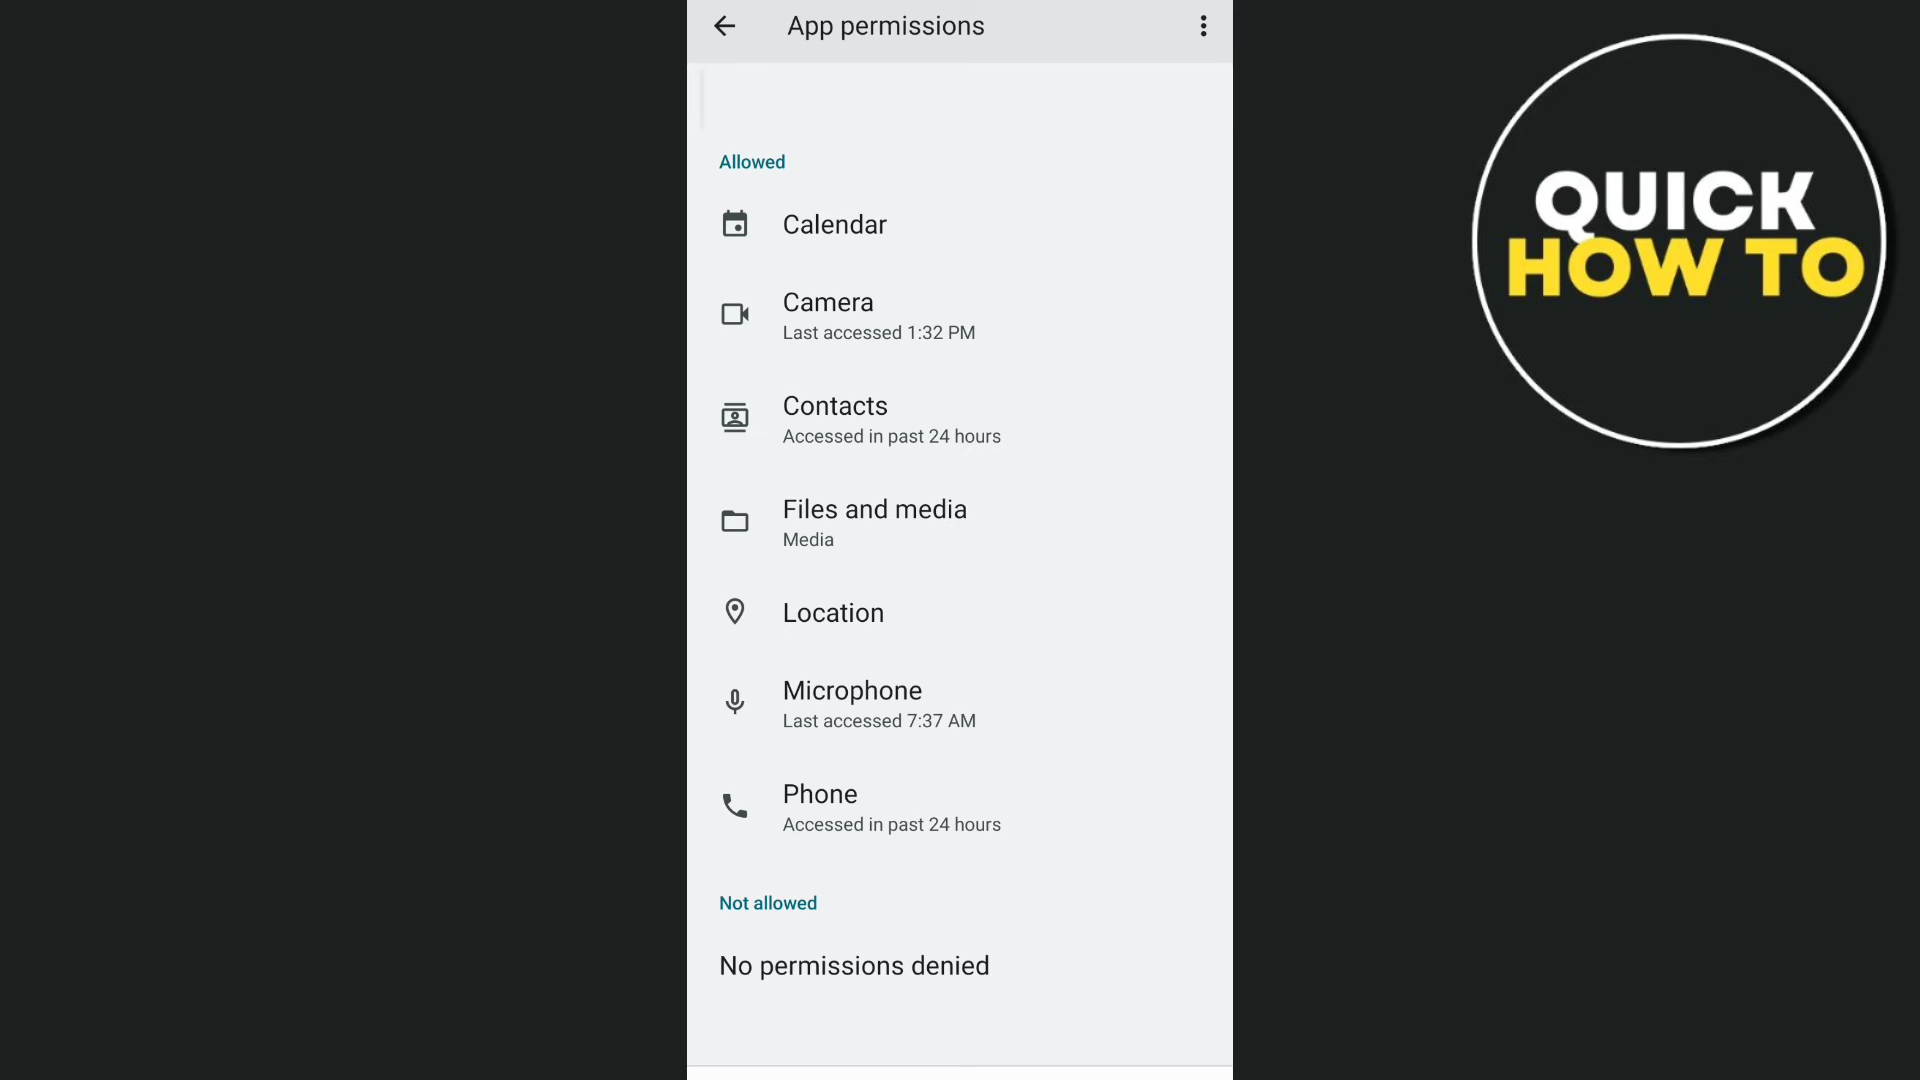 App permissions
Allowed
Calendar
Camera
Last accessed 1:32 PM
Contacts
Accessed in past 24 hours
Files and media
Media
Location
Microphone
Last accessed 7:37 AM
Phone
Accessed in past 24 hours
Not allowed
No permissions denied
QUICK
HOW TO